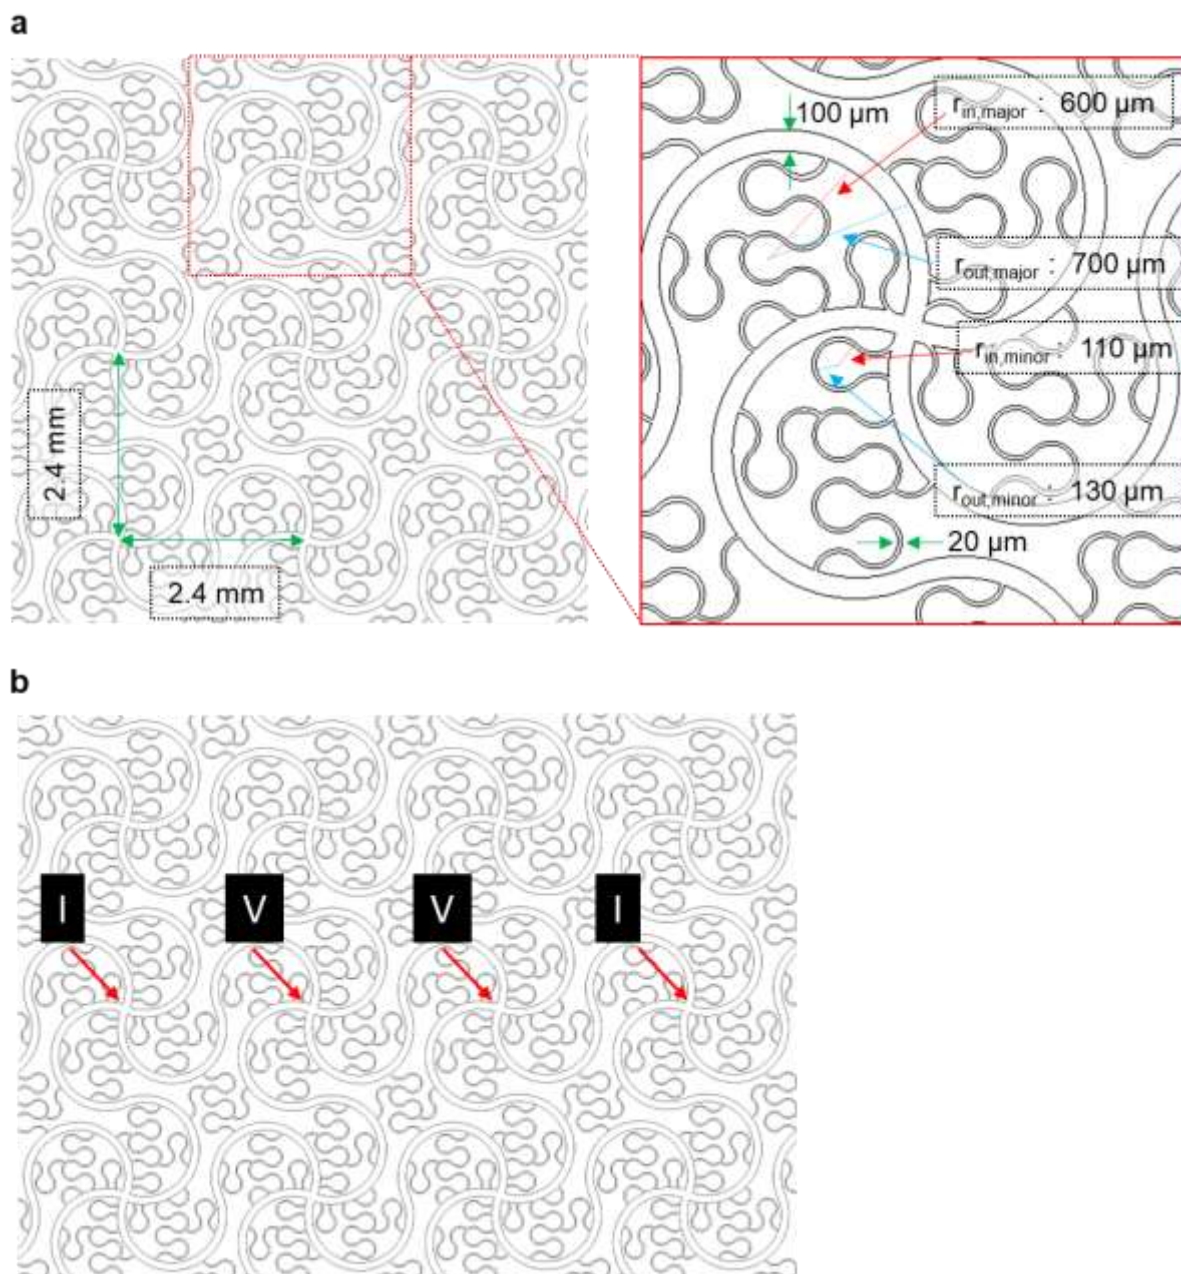 a
100 μm
r_in,major : 600 μm
r_out,major : 700 μm
r_in,minor : 110 μm
r_out,minor : 130 μm
20 μm
2.4 mm
2.4 mm
b
I
V
V
I